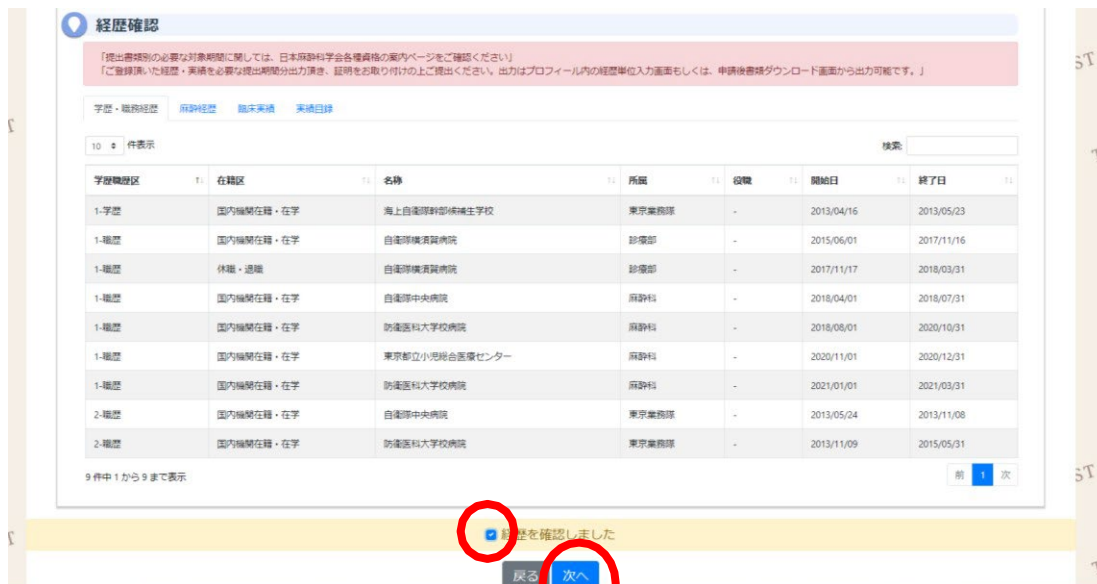 経歴確認
「提出書類別の必要な対象期間に関しては、日本麻酔科学会各種資格の案内ページをご確認ください」
「ご登録頂いた経歴・実績を必要な提出期間分出力頂き、証明をお取り付けの上ご提出ください。出力はプロフィール内の経歴単位入力画面もしくは、申請後書類ダウンロード画面から出力可能です。」
学歴・職務経歴 麻酔経歴 臨床実績 実績目録
10 件表示 検索:
学歴職歴区 在籍区 名称 所属 役職 開始日 終了日
1-学歴 国内機関在籍・在学 海上自衛隊幹部候補生学校 東京業務隊 - 2013/04/16 2013/05/23
1-職歴 国内機関在籍・在学 自衛隊横須賀病院 診療部 - 2015/06/01 2017/11/16
1-職歴 休職・退職 自衛隊横須賀病院 診療部 - 2017/11/17 2018/03/31
1-職歴 国内機関在籍・在学 自衛隊中央病院 麻酔科 - 2018/04/01 2018/07/31
1-職歴 国内機関在籍・在学 防衛医科大学校病院 麻酔科 - 2018/08/01 2020/10/31
1-職歴 国内機関在籍・在学 東京都立小児総合医療センター 麻酔科 - 2020/11/01 2020/12/31
1-職歴 国内機関在籍・在学 防衛医科大学校病院 麻酔科 - 2021/01/01 2021/03/31
2-職歴 国内機関在籍・在学 自衛隊中央病院 東京業務隊 - 2013/05/24 2013/11/08
2-職歴 国内機関在籍・在学 防衛医科大学校病院 東京業務隊 - 2013/11/09 2015/05/31
9 件中 1 から 9 まで表示 前 1 次
経歴を確認しました
戻る 次へ